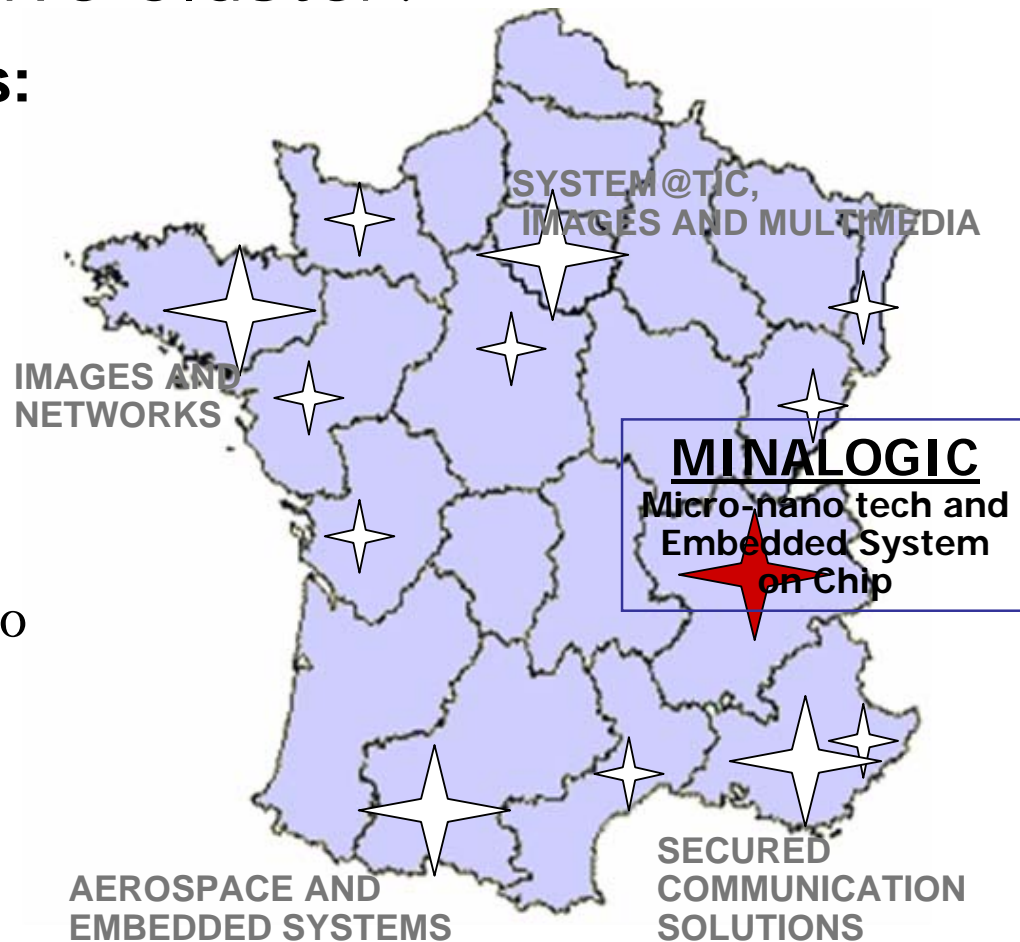 s:
SYSTEM@TIC,
IMAGES AND MULTIMEDIA
IMAGES AND
NETWORKS
MINALOGIC
Micro-nano tech and
Embedded System
on Chip
o
AEROSPACE AND
EMBEDDED SYSTEMS
SECURED
COMMUNICATION
SOLUTIONS